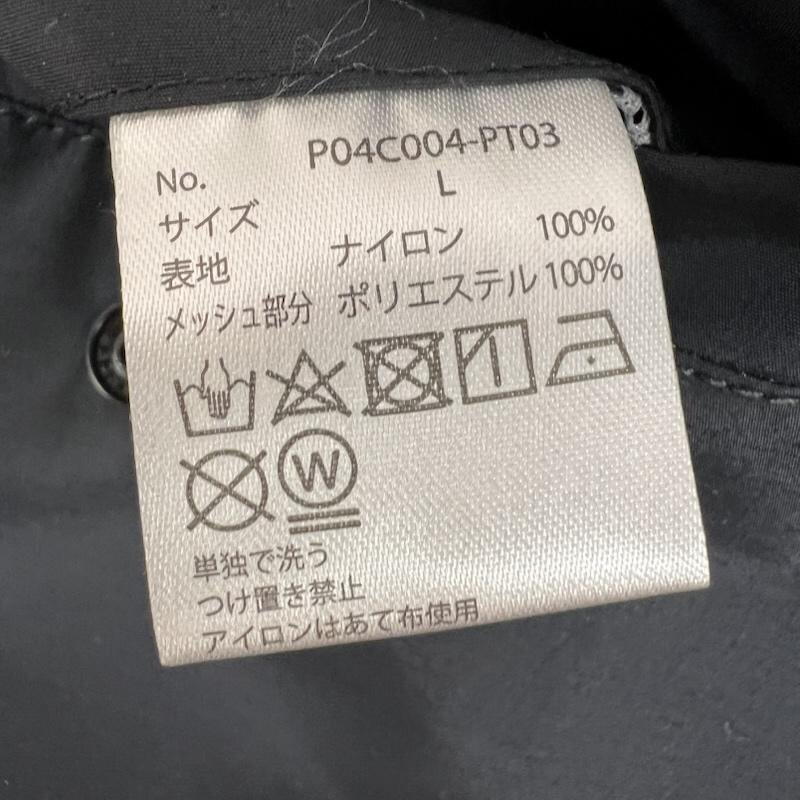 No. P04C004-PT03
サイズ L
表地 ナイロン 100%
メッシュ部分 ポリエステル 100%
W
単独で洗う
つけ置き禁止
アイロンはあて布使用